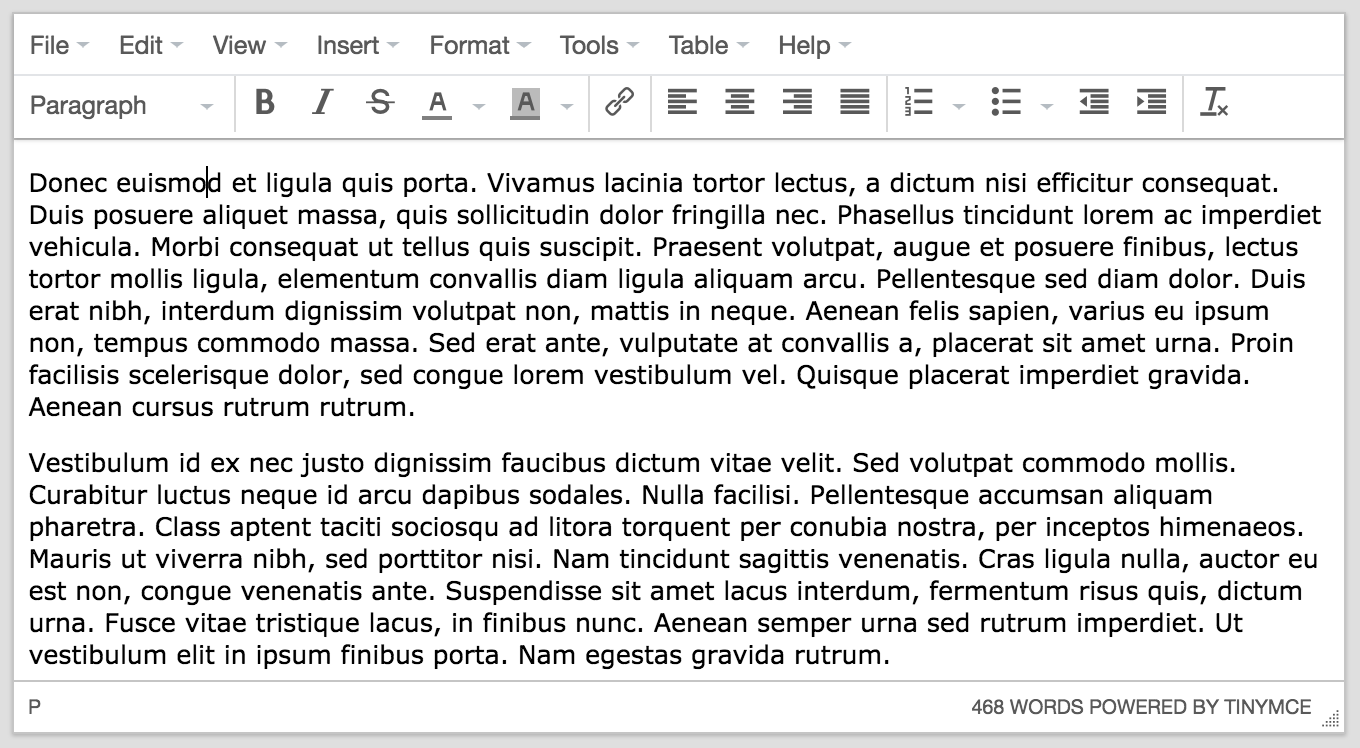 File Edit View Insert Format Tools Table Help
Paragraph B I S A A 1 2 3 Tx
Donec euismod et ligula quis porta. Vivamus lacinia tortor lectus, a dictum nisi efficitur consequat.
Duis posuere aliquet massa, quis sollicitudin dolor fringilla nec. Phasellus tincidunt lorem ac imperdiet
vehicula. Morbi consequat ut tellus quis suscipit. Praesent volutpat, augue et posuere finibus, lectus
tortor mollis ligula, elementum convallis diam ligula aliquam arcu. Pellentesque sed diam dolor. Duis
erat nibh, interdum dignissim volutpat non, mattis in neque. Aenean felis sapien, varius eu ipsum
non, tempus commodo massa. Sed erat ante, vulputate at convallis a, placerat sit amet urna. Proin
facilisis scelerisque dolor, sed congue lorem vestibulum vel. Quisque placerat imperdiet gravida.
Aenean cursus rutrum rutrum.
Vestibulum id ex nec justo dignissim faucibus dictum vitae velit. Sed volutpat commodo mollis.
Curabitur luctus neque id arcu dapibus sodales. Nulla facilisi. Pellentesque accumsan aliquam
pharetra. Class aptent taciti sociosqu ad litora torquent per conubia nostra, per inceptos himenaeos.
Mauris ut viverra nibh, sed porttitor nisi. Nam tincidunt sagittis venenatis. Cras ligula nulla, auctor eu
est non, congue venenatis ante. Suspendisse sit amet lacus interdum, fermentum risus quis, dictum
urna. Fusce vitae tristique lacus, in finibus nunc. Aenean semper urna sed rutrum imperdiet. Ut
vestibulum elit in ipsum finibus porta. Nam egestas gravida rutrum.
P 468 WORDS POWERED BY TINYMCE